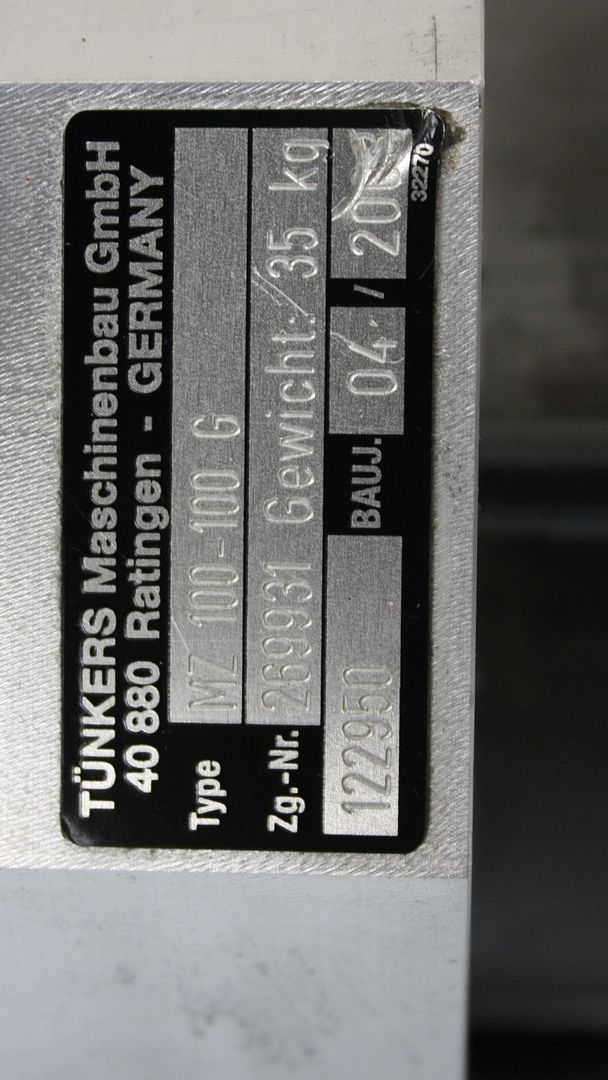 TÜNKERS Maschinenbau GmbH
40 880 Ratingen - GERMANY
Type MZ 100-100 G
Zg.-Nr. 269931 Gewicht: 35 kg
122950 BAUJ. 04 /
32270